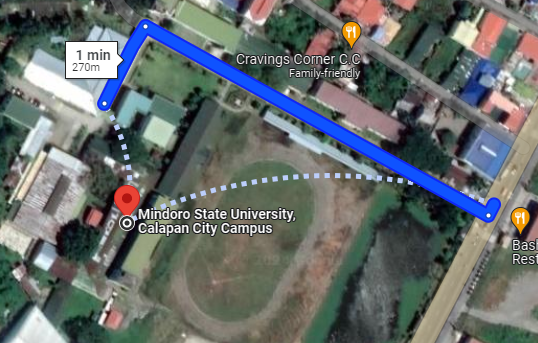 1 min
270m
Cravings Corner C.C
Family-friendly
Mindoro State University,
Calapan City Campus
Bas
Rest